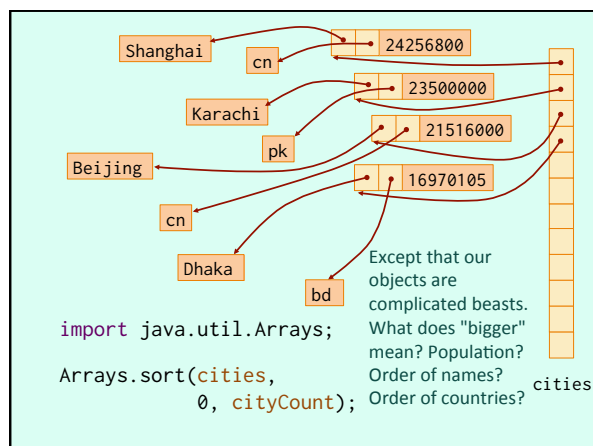 Shanghai
24256800
cn
23500000
Karachi
21516000
pk
Beijing
16970105
cn
Dhaka
bd
Except that our
objects are
complicated beasts.
What does "bigger"
mean? Population?
Order of names?
Order of countries?
import java.util.Arrays;
Arrays.sort(cities,
0, cityCount);
cities